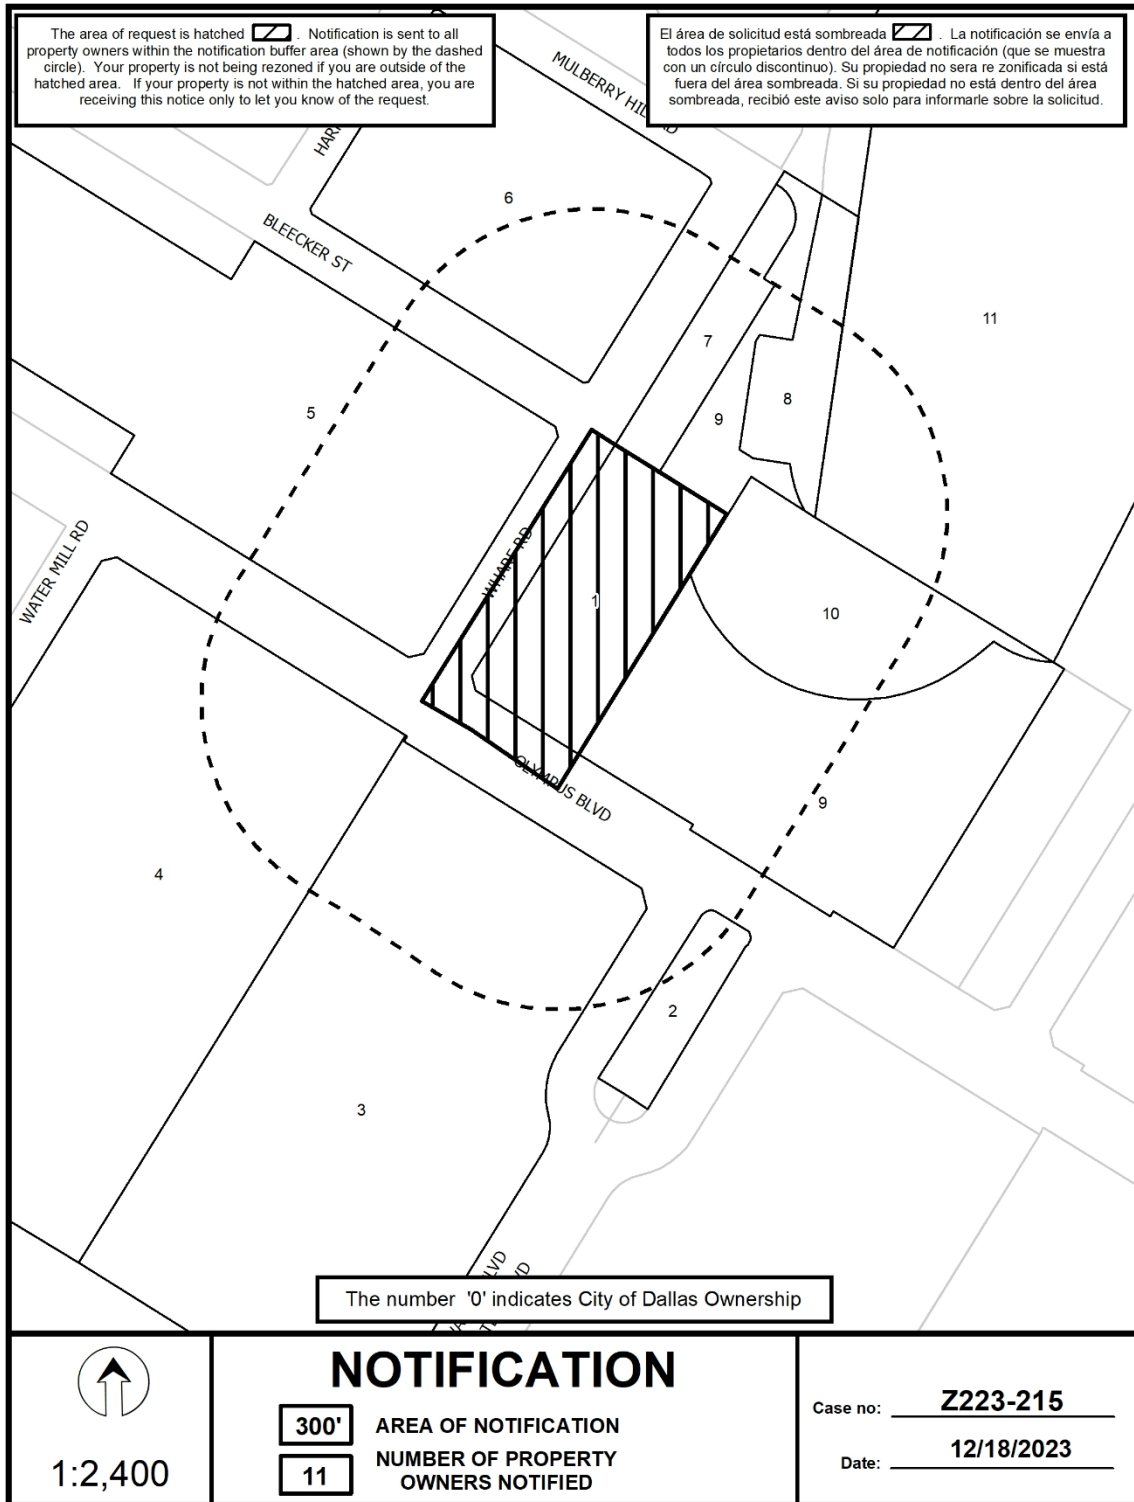 The area of request is hatched . Notification is sent to all
property owners within the notification buffer area (shown by the dashed
circle). Your property is not being rezoned if you are outside of the
hatched area. If your property is not within the hatched area, you are
receiving this notice only to let you know of the request.
El área de solicitud está sombreada . La notificación se envía a
todos los propietarios dentro del área de notificación (que se muestra
con un círculo discontinuo). Su propiedad no sera re zonificada si está
fuera del área sombreada. Si su propiedad no está dentro del área
sombreada, recibió este aviso solo para informarle sobre la solicitud.
MULBERRY HILL RD
6
BLEECKER ST
11
7
8
5
9
WATER MILL RD
WHARF RD
1
10
OLYMPUS BLVD
9
4
2
3
The number '0' indicates City of Dallas Ownership
1:2,400
NOTIFICATION
300' AREA OF NOTIFICATION
11 NUMBER OF PROPERTY
OWNERS NOTIFIED
Case no: Z223-215
Date: 12/18/2023